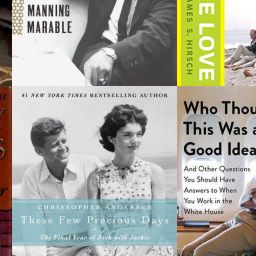 MANNING
MARABLE
E LOVE
AMES S. HIRSCH
#1 NEW YORK TIMES BESTSELLING AUTHOR
CHRISTOPHER ANDERSEN
These Few Precious Days
The Final Year of Jack with Jackie
Who Thou
This Was a
Good Idea
And Other Questions
You Should Have
Answers to When
You Work in the
White House